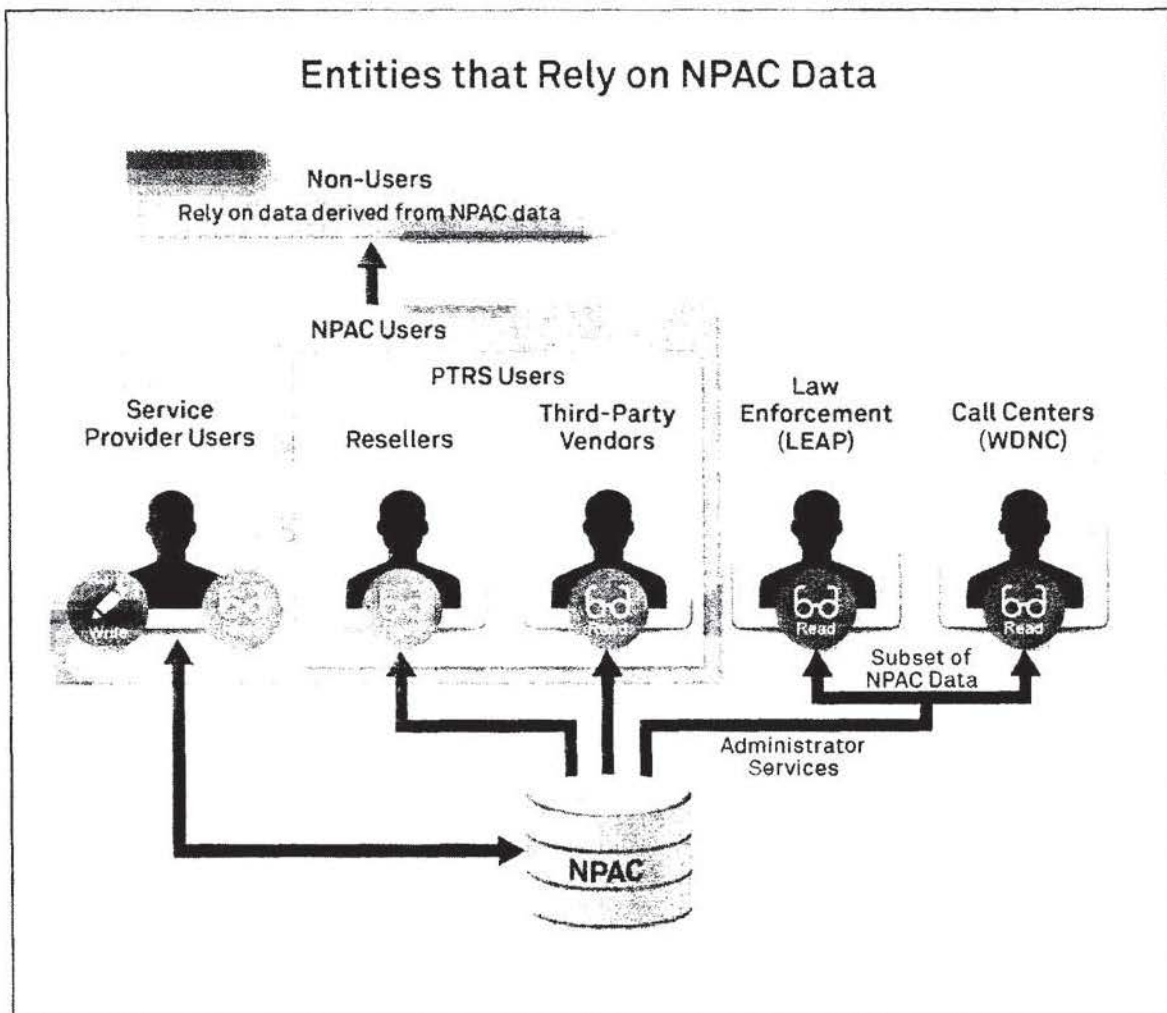 Entities that Rely on NPAC Data
Non-Users
Rely on data derived from NPAC data
NPAC Users
PTRS Users
Service
Provider Users
Resellers
Third-Party
Vendors
Law
Enforcement
(LEAP)
Call Centers
(WDNC)
Write
Read
Read
Read
Subset of
NPAC Data
Administrator
Services
NPAC